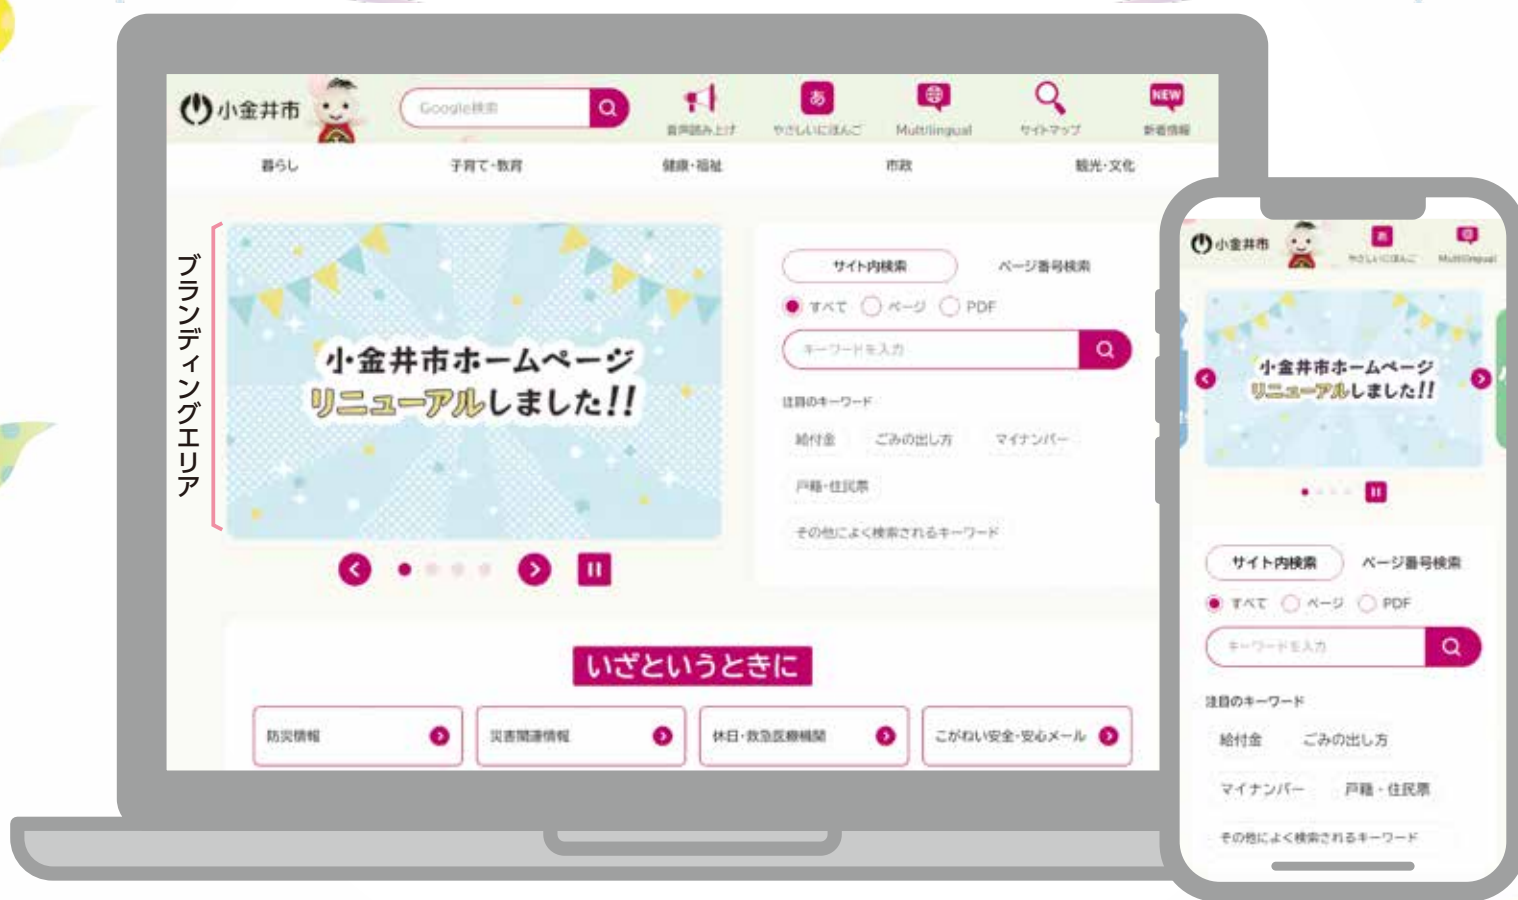 小金井市
Google検索
音声読み上げ
やさしいにほんご
Multilingual
サイトマップ
NEW
新着情報
暮らし
子育て・教育
健康・福祉
市政
観光・文化
ブランディングエリア
小金井市ホームページ
リニューアルしました!!
サイト内検索
ページ番号検索
すべて
ページ
PDF
キーワードを入力
注目のキーワード
給付金
ごみの出し方
マイナンバー
戸籍・住民票
その他によく検索されるキーワード
いざというときに
防災情報
災害関連情報
休日・救急医療機関
こがねい安全・安心メール
小金井市
あ
やさしいにほんご
Multilingual
小金井市ホームページ
リニューアルしました!!
サイト内検索
ページ番号検索
すべて
ページ
PDF
キーワードを入力
注目のキーワード
給付金
ごみの出し方
マイナンバー
戸籍・住民票
その他によく検索されるキーワード